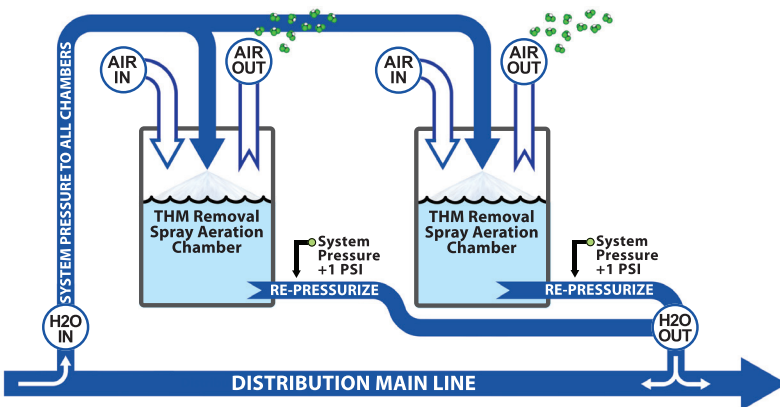 SYSTEM PRESSURE TO ALL CHAMBERS
AIR
IN
AIR
OUT
AIR
IN
AIR
OUT
THM Removal
Spray Aeration
Chamber
THM Removal
Spray Aeration
Chamber
System
Pressure
+1 PSI
System
Pressure
+1 PSI
RE-PRESSURIZE
RE-PRESSURIZE
H2O
IN
H2O
OUT
DISTRIBUTION MAIN LINE